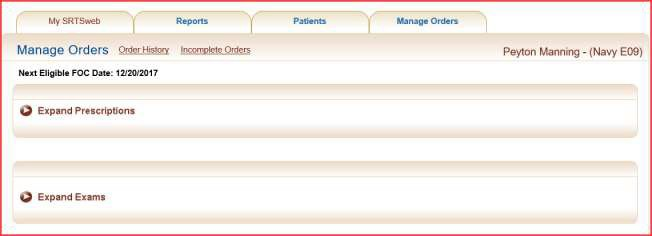 My SRTSweb Reports Patients Manage Orders
Manage Orders Order History Incomplete Orders Peyton Manning - (Navy E09)
Next Eligible FOC Date: 12/20/2017
Expand Prescriptions
Expand Exams